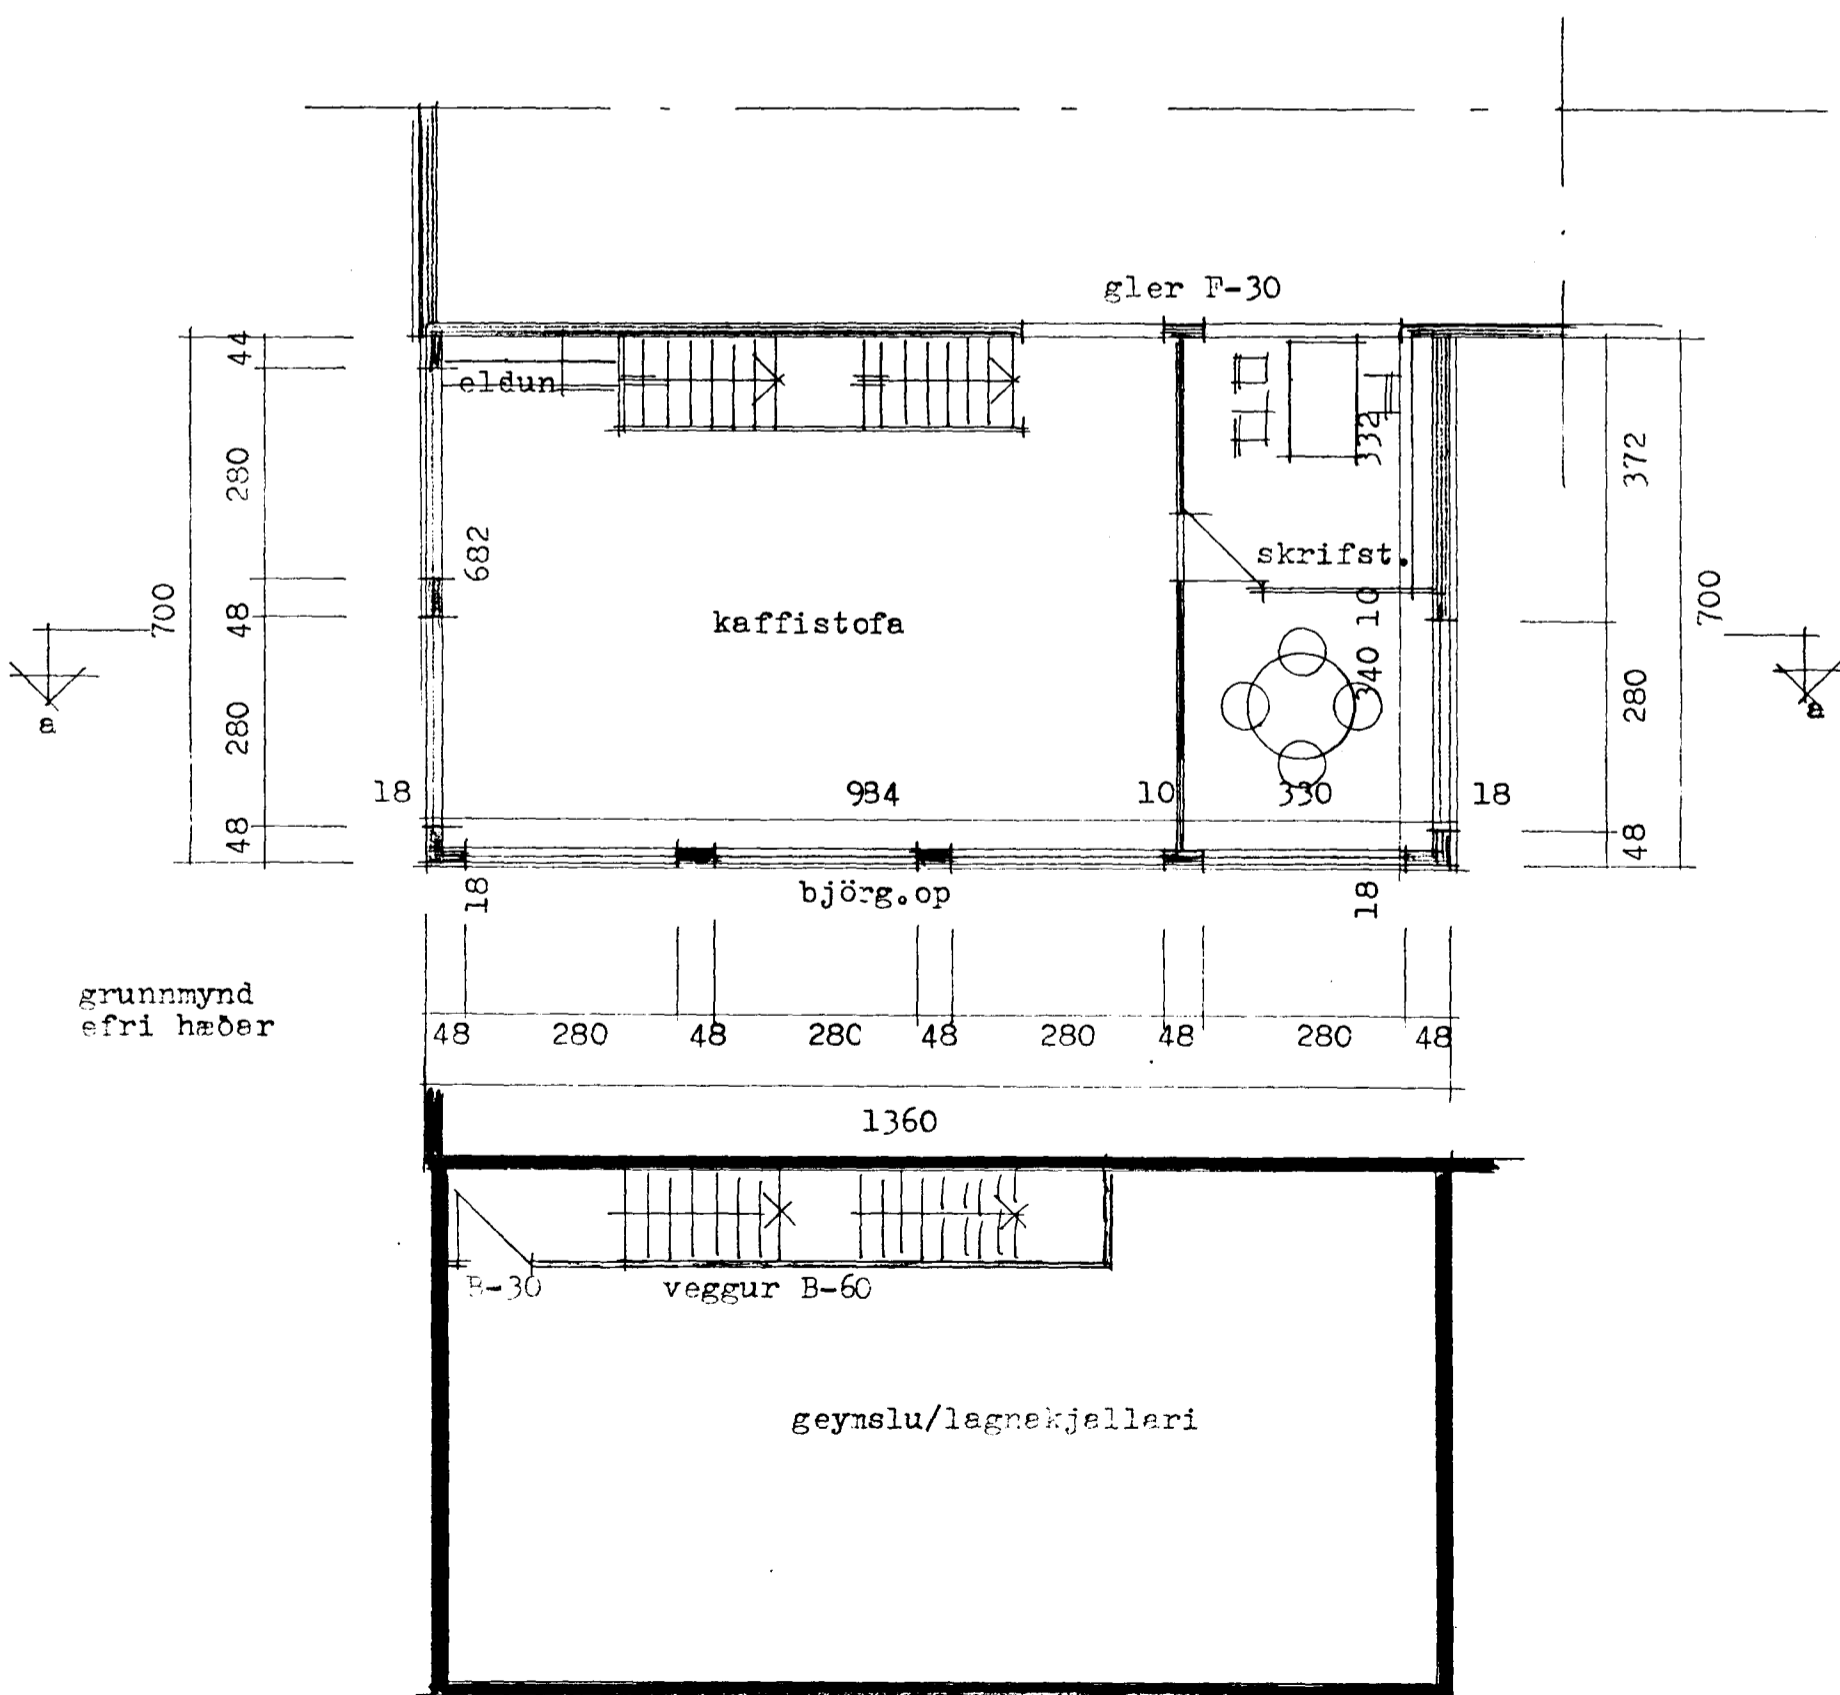 gler F-30
44
eldun
332
372
280
682
skrifst.
700
48
kaffistofa
10
700
340
a
280
280
a
18
984
10
330
18
48
48
18
björg.op
18
grunnmynd
efri hæðar
48 280 48 280 48 280 48 280 48
1360
B-30
veggur B-60
geymslu/lagnakjallari